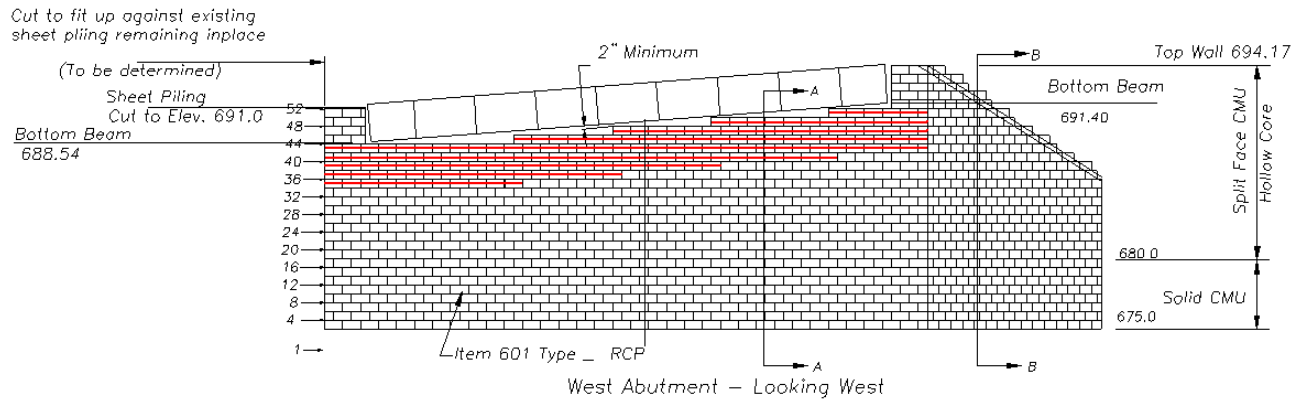 Cut to fit up against existing
sheet pliing remaining inplace
(To be determined)
2" Minimum
B
Top Wall 694.17
Sheet Piling
Cut to Elev. 691.0
52
A
Bottom Beam
691.40
Bottom Beam
688.54
48
44
40
36
32
28
24
20
16
12
8
4
1
Split Face CMU
Hollow Core
680 0
Solid CMU
675.0
Item 601 Type _ RCP
A
B
West Abutment – Looking West